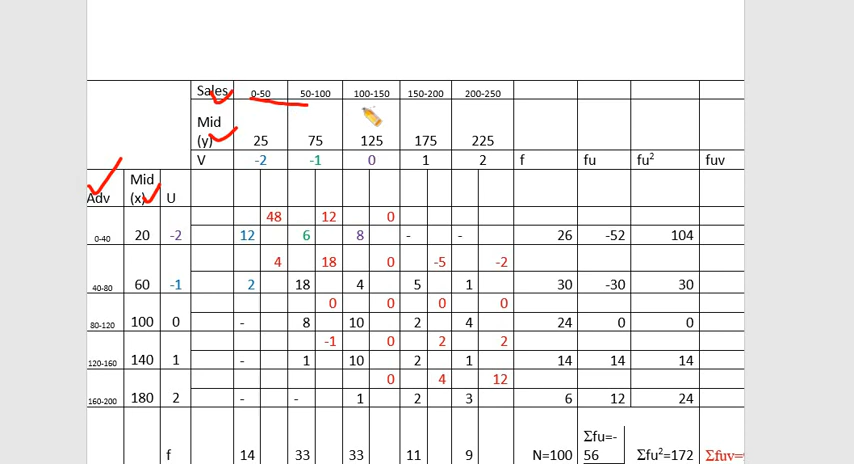 Sales 0-50 50-100 100-150 150-200 200-250
Mid
(y) 25 75 125 175 225
V -2 -1 0 1 2 f fu fu² fuv
Mid
Adv (x) U
48 12 0
0-40 20 -2 12 6 8 - - 26 -52 104
4 18 0 -5 -2
40-80 60 -1 2 18 4 5 1 30 -30 30
0 0 0 0
80-120 100 0 - 8 10 2 4 24 0 0
-1 0 2 2
120-160 140 1 - 1 10 2 1 14 14 14
0 4 12
160-200 180 2 - - 1 2 3 6 12 24
Σfu=-
f 14 33 33 11 9 N=100 56 Σfu²=172 Σfuv=